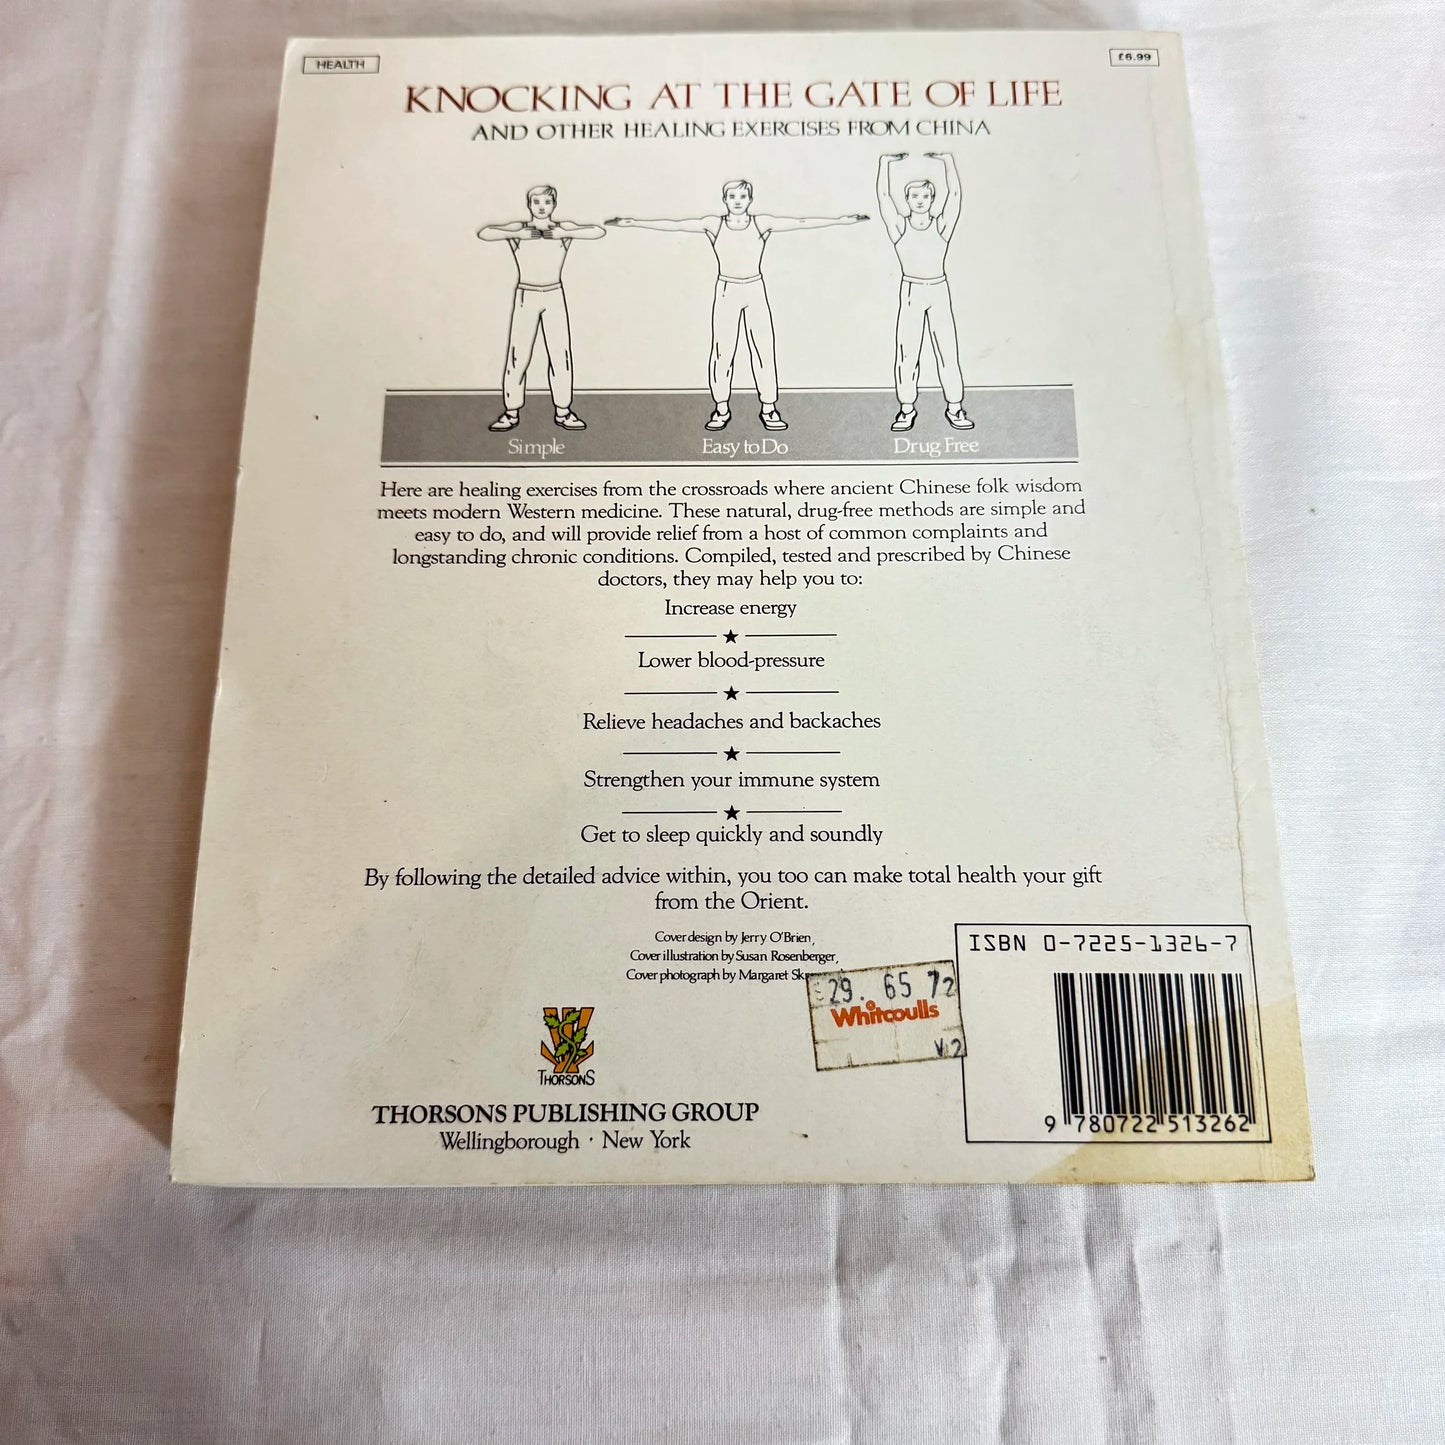 HEALTH
£6.99
KNOCKING AT THE GATE OF LIFE
AND OTHER HEALING EXERCISES FROM CHINA
Simple
Easy to Do
Drug Free
Here are healing exercises from the crossroads where ancient Chinese folk wisdom
meets modern Western medicine. These natural, drug-free methods are simple and
easy to do, and will provide relief from a host of common complaints and
longstanding chronic conditions. Compiled, tested and prescribed by Chinese
doctors, they may help you to:
Increase energy
Lower blood-pressure
Relieve headaches and backaches
Strengthen your immune system
Get to sleep quickly and soundly
By following the detailed advice within, you too can make total health your gift
from the Orient.
Cover design by Jerry O'Brien,
Cover illustration by Susan Rosenberger,
Cover photograph by Margaret
ISBN 0-7225-1326-7
29.65 72
Whitcoulls
V.2
THORSONS
THORSONS PUBLISHING GROUP
Wellingborough · New York
9 780722 513262